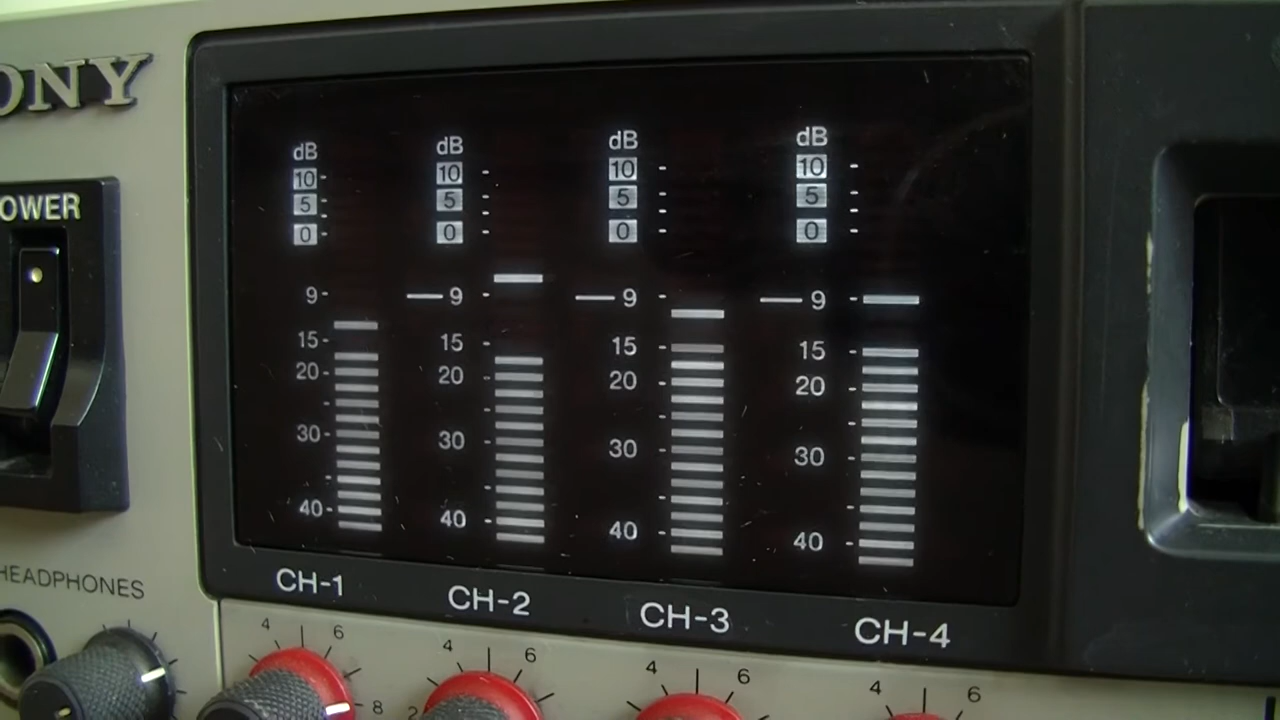 ONY
OWER
HEADPHONES
dB dB dB dB
10 10 10 10
5 5 5 5
0 0 0 0
9 9 9 9
15 15 15 15
20 20 20 20
30 30 30 30
40 40 40 40
CH-1 CH-2 CH-3 CH-4
4 6 4 6 4 6 4 6
8 2